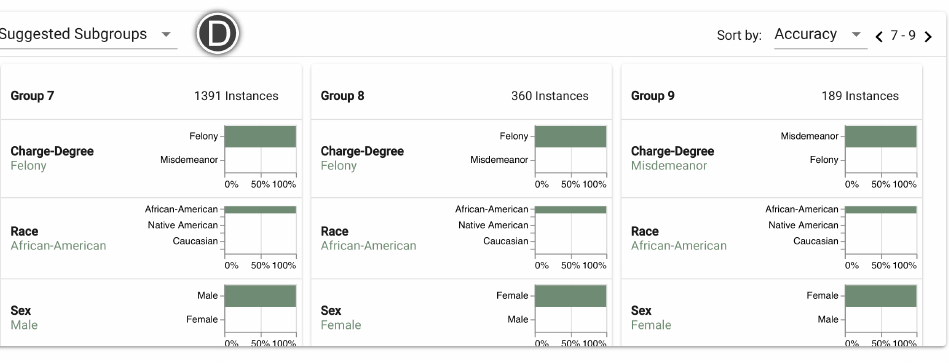 Suggested Subgroups D Sort by: Accuracy 7 - 9
Group 7 1391 Instances
Charge-Degree
Felony
Felony
Misdemeanor
0% 50% 100%
Race
African-American
African-American
Native American
Caucasian
0% 50% 100%
Sex
Male
Male
Female
0% 50% 100%
Group 8 360 Instances
Charge-Degree
Felony
Felony
Misdemeanor
0% 50% 100%
Race
African-American
African-American
Native American
Caucasian
0% 50% 100%
Sex
Female
Female
Male
0% 50% 100%
Group 9 189 Instances
Charge-Degree
Misdemeanor
Misdemeanor
Felony
0% 50% 100%
Race
African-American
African-American
Native American
Caucasian
0% 50% 100%
Sex
Female
Female
Male
0% 50% 100%